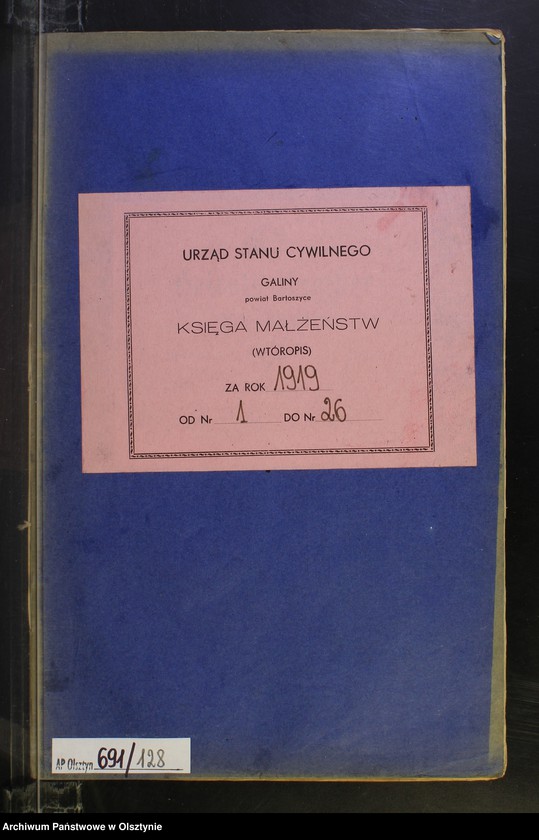 URZĄD STANU CYWILNEGO
GALINY
powiat Bartoszyce
KSIĘGA MAŁŻEŃSTW
(WTÓROPIS)
ZA ROK 1919
OD Nr 1 DO Nr 26
AP Olsztyn 691/128
Archiwum Państwowe w Olsztynie